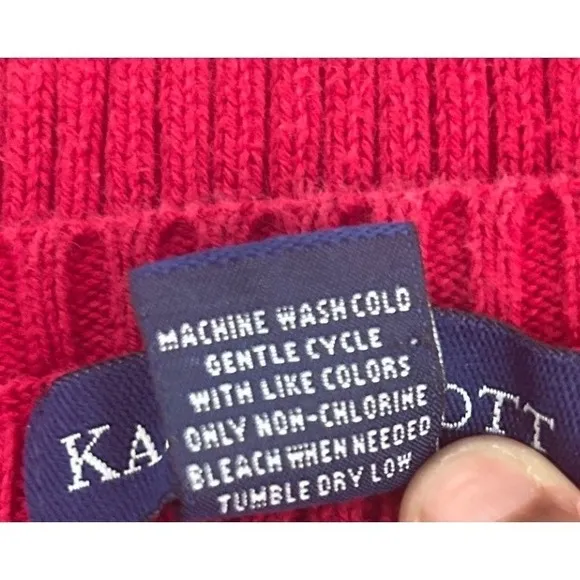 MACHINE WASH COLD
GENTLE CYCLE
WITH LIKE COLORS
ONLY NON-CHLORINE
BLEACH WHEN NEEDED
TUMBLE DRY LOW